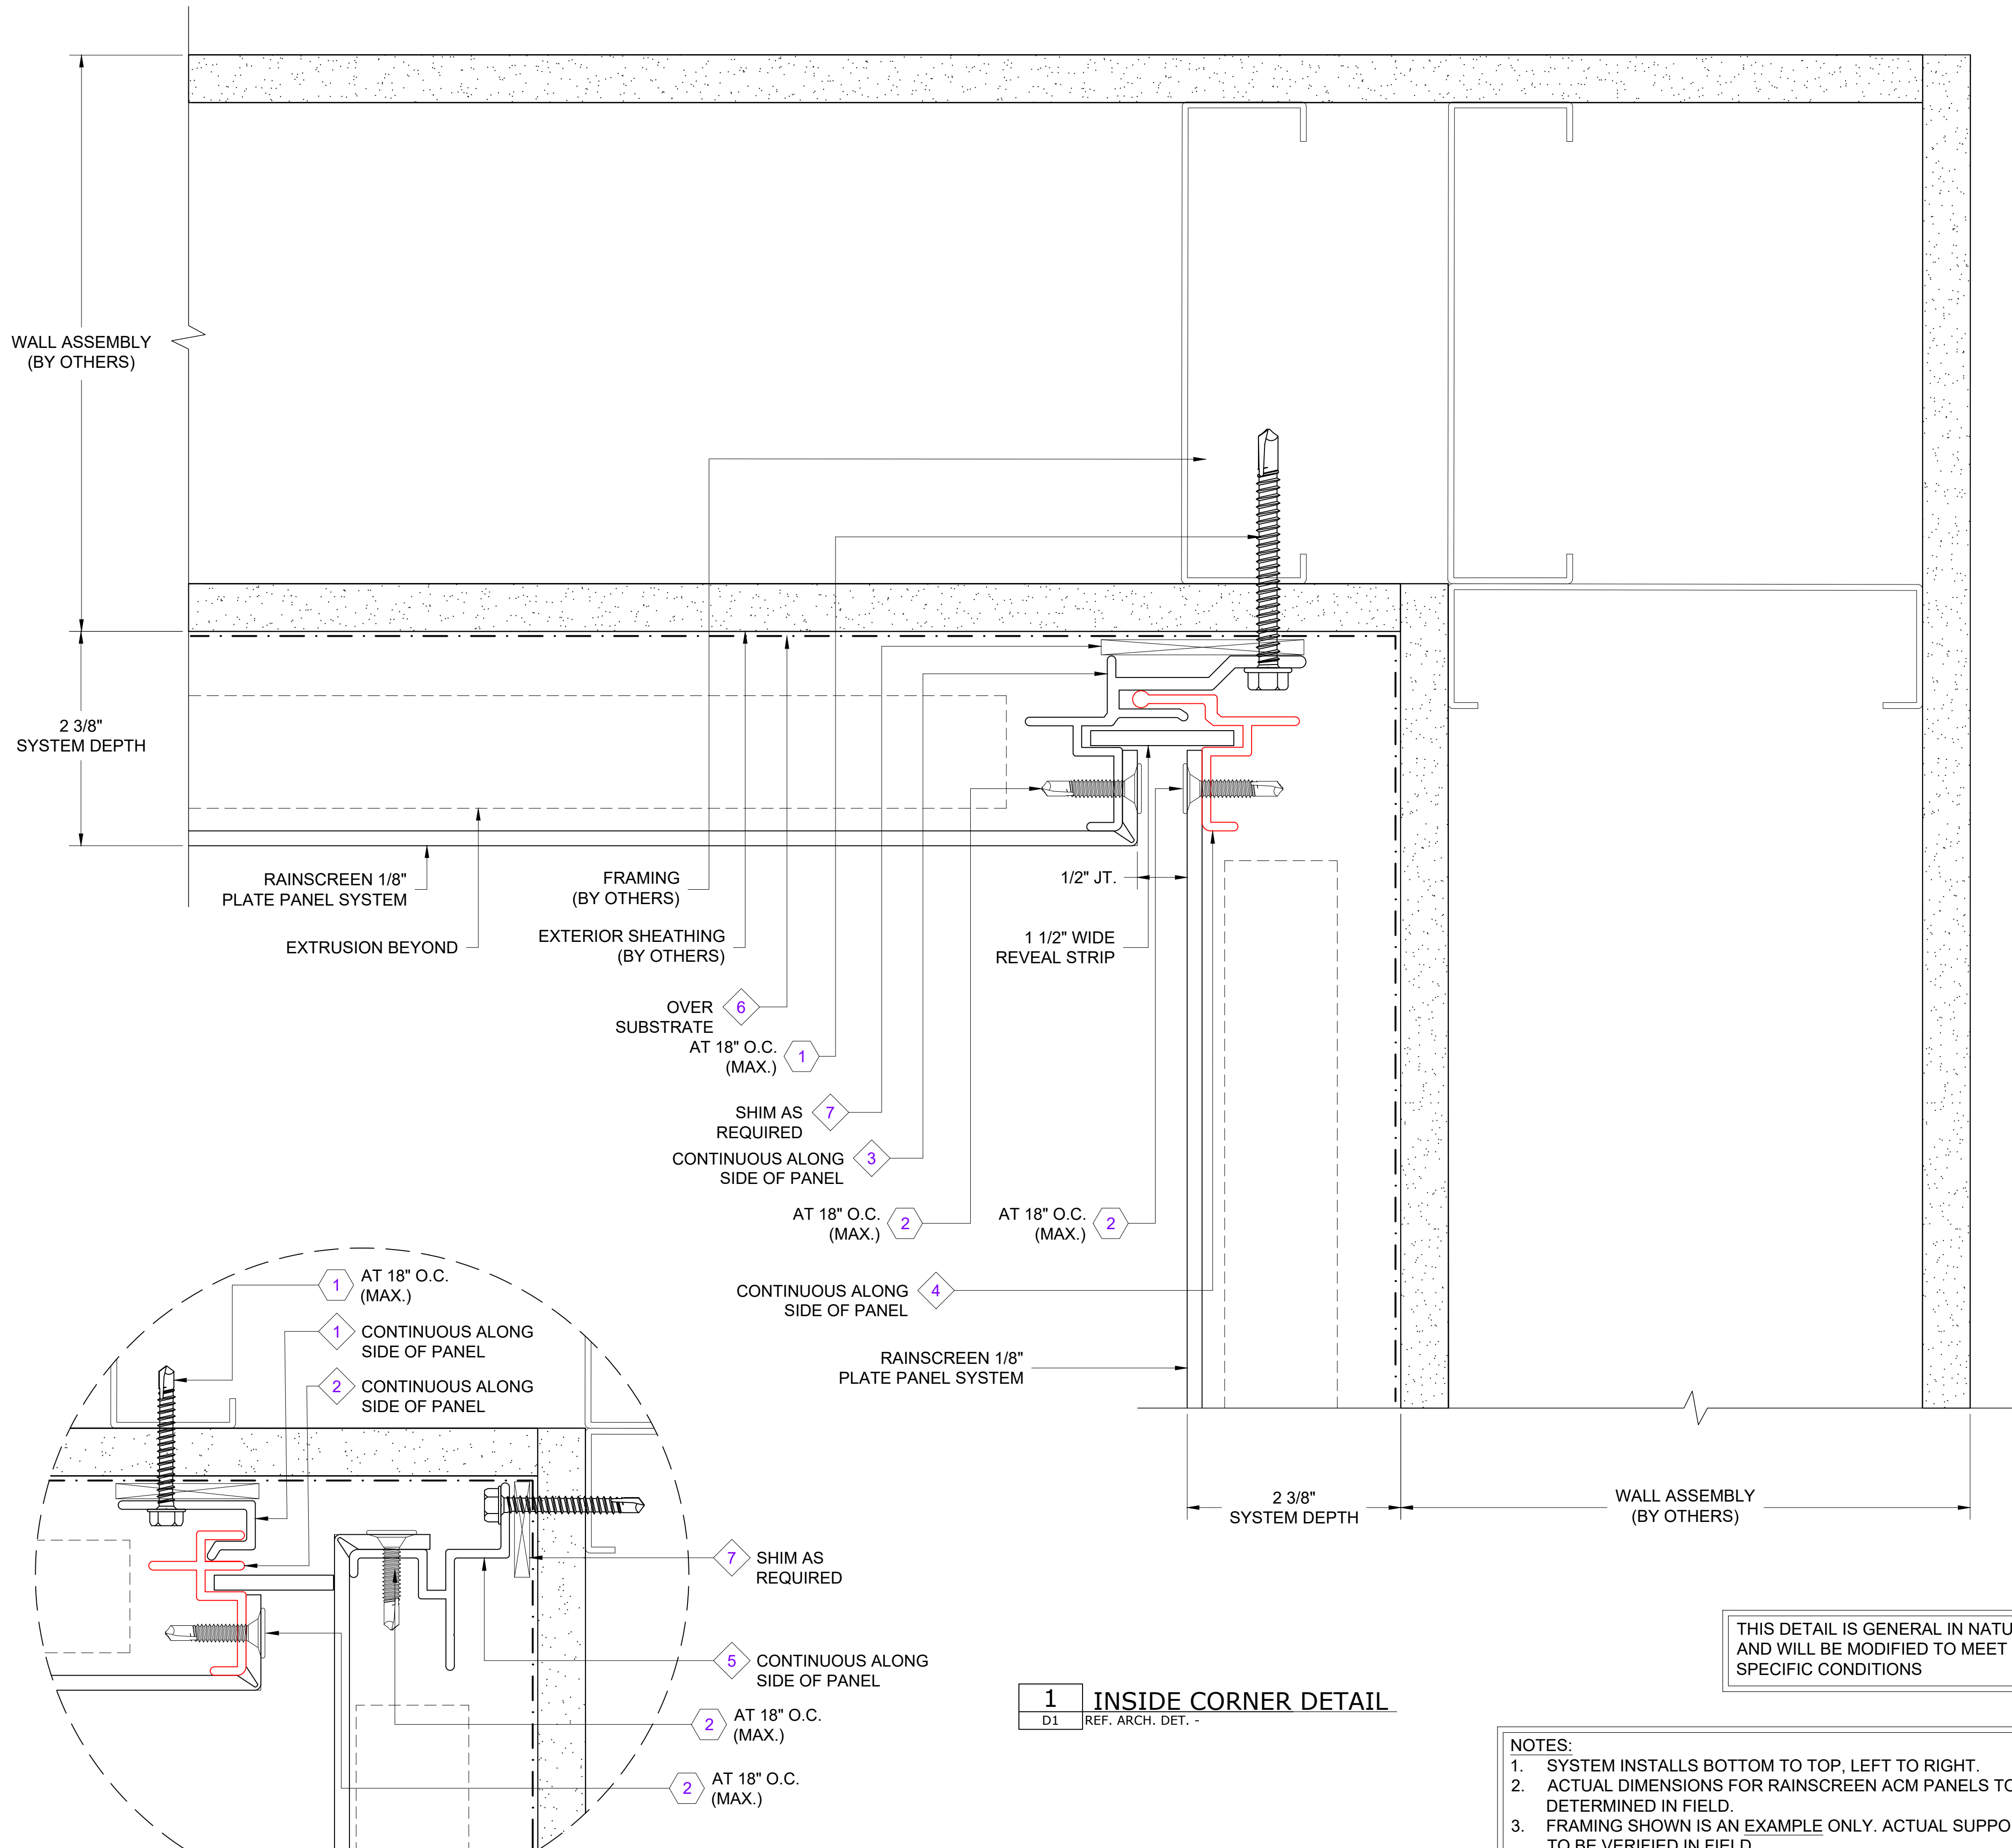 WALL ASSEMBLY
(BY OTHERS)
2 3/8"
SYSTEM DEPTH
RAINSCREEN 1/8"
PLATE PANEL SYSTEM
EXTRUSION BEYOND
FRAMING
(BY OTHERS)
EXTERIOR SHEATHING
(BY OTHERS)
1/2" JT.
1 1/2" WIDE
REVEAL STRIP
OVER 6
SUBSTRATE
AT 18" O.C.
(MAX.) 1
SHIM AS 7
REQUIRED
CONTINUOUS ALONG 3
SIDE OF PANEL
AT 18" O.C. 2
(MAX.)
AT 18" O.C. 2
(MAX.)
CONTINUOUS ALONG 4
SIDE OF PANEL
RAINSCREEN 1/8"
PLATE PANEL SYSTEM
2 3/8"
SYSTEM DEPTH
WALL ASSEMBLY
(BY OTHERS)
1 AT 18" O.C.
(MAX.)
1 CONTINUOUS ALONG
SIDE OF PANEL
2 CONTINUOUS ALONG
SIDE OF PANEL
7 SHIM AS
REQUIRED
5 CONTINUOUS ALONG
SIDE OF PANEL
2 AT 18" O.C.
(MAX.)
2 AT 18" O.C.
(MAX.)
1 INSIDE CORNER DETAIL
D1 REF. ARCH. DET. -
THIS DETAIL IS GENERAL IN NATU
AND WILL BE MODIFIED TO MEET
SPECIFIC CONDITIONS
NOTES:
1. SYSTEM INSTALLS BOTTOM TO TOP, LEFT TO RIGHT.
2. ACTUAL DIMENSIONS FOR RAINSCREEN ACM PANELS TO
DETERMINED IN FIELD.
3. FRAMING SHOWN IS AN EXAMPLE ONLY. ACTUAL SUPPO
TO BE VERIFIED IN FIELD